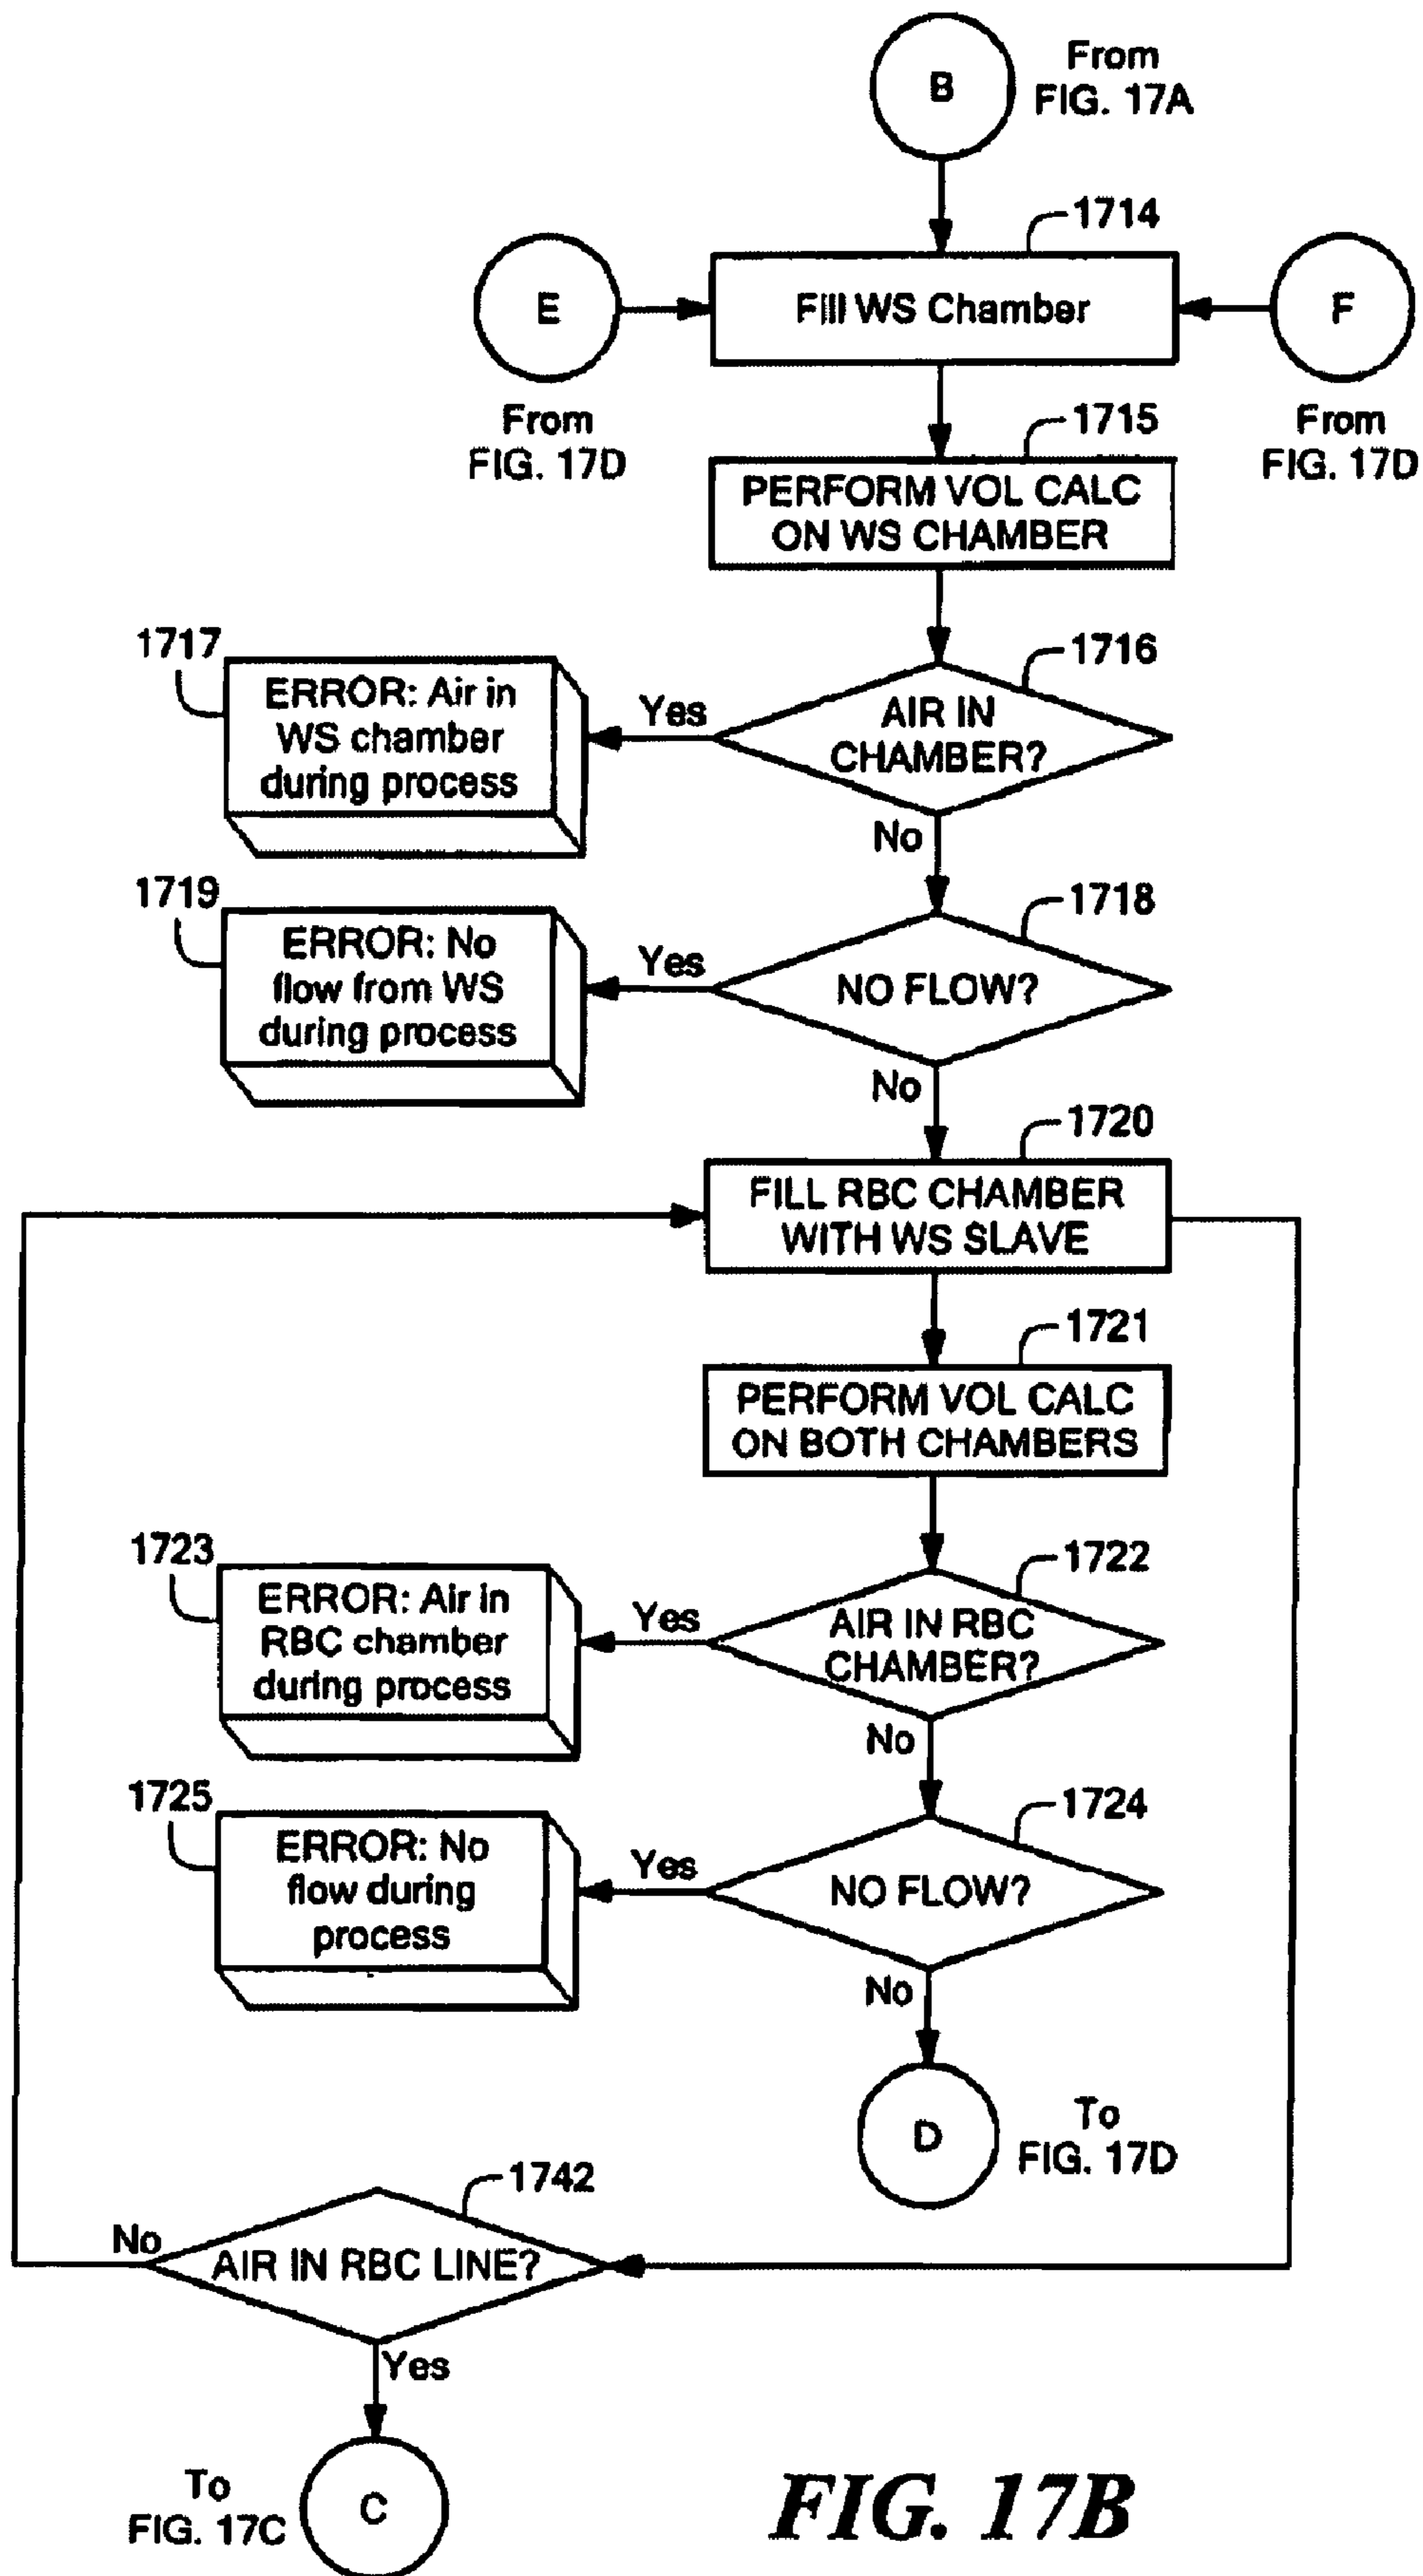 B
From
FIG. 17A
1714
E
Fill WS Chamber
F
From
FIG. 17D
From
FIG. 17D
1715
PERFORM VOL CALC
ON WS CHAMBER
1716
AIR IN
CHAMBER?
Yes
No
1717
ERROR: Air in
WS chamber
during process
1718
NO FLOW?
Yes
No
1719
ERROR: No
flow from WS
during process
1720
FILL RBC CHAMBER
WITH WS SLAVE
1721
PERFORM VOL CALC
ON BOTH CHAMBERS
1722
AIR IN RBC
CHAMBER?
Yes
No
1723
ERROR: Air in
RBC chamber
during process
1724
NO FLOW?
Yes
No
1725
ERROR: No
flow during
process
D
To
FIG. 17D
1742
AIR IN RBC LINE?
No
Yes
To
FIG. 17C
C
FIG. 17B